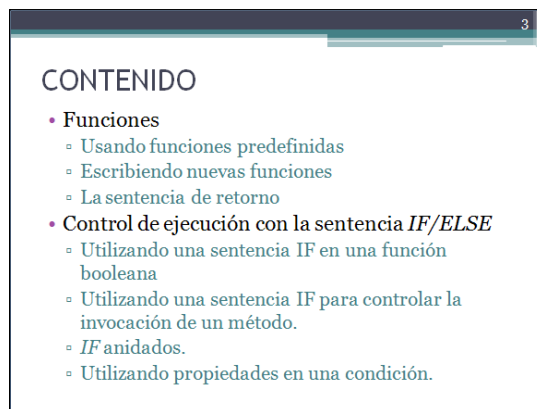 3
CONTENIDO
• Funciones
▫ Usando funciones predefinidas
▫ Escribiendo nuevas funciones
▫ La sentencia de retorno
• Control de ejecución con la sentencia IF/ELSE
▫ Utilizando una sentencia IF en una función
booleana
▫ Utilizando una sentencia IF para controlar la
invocación de un método.
▫ IF anidados.
▫ Utilizando propiedades en una condición.